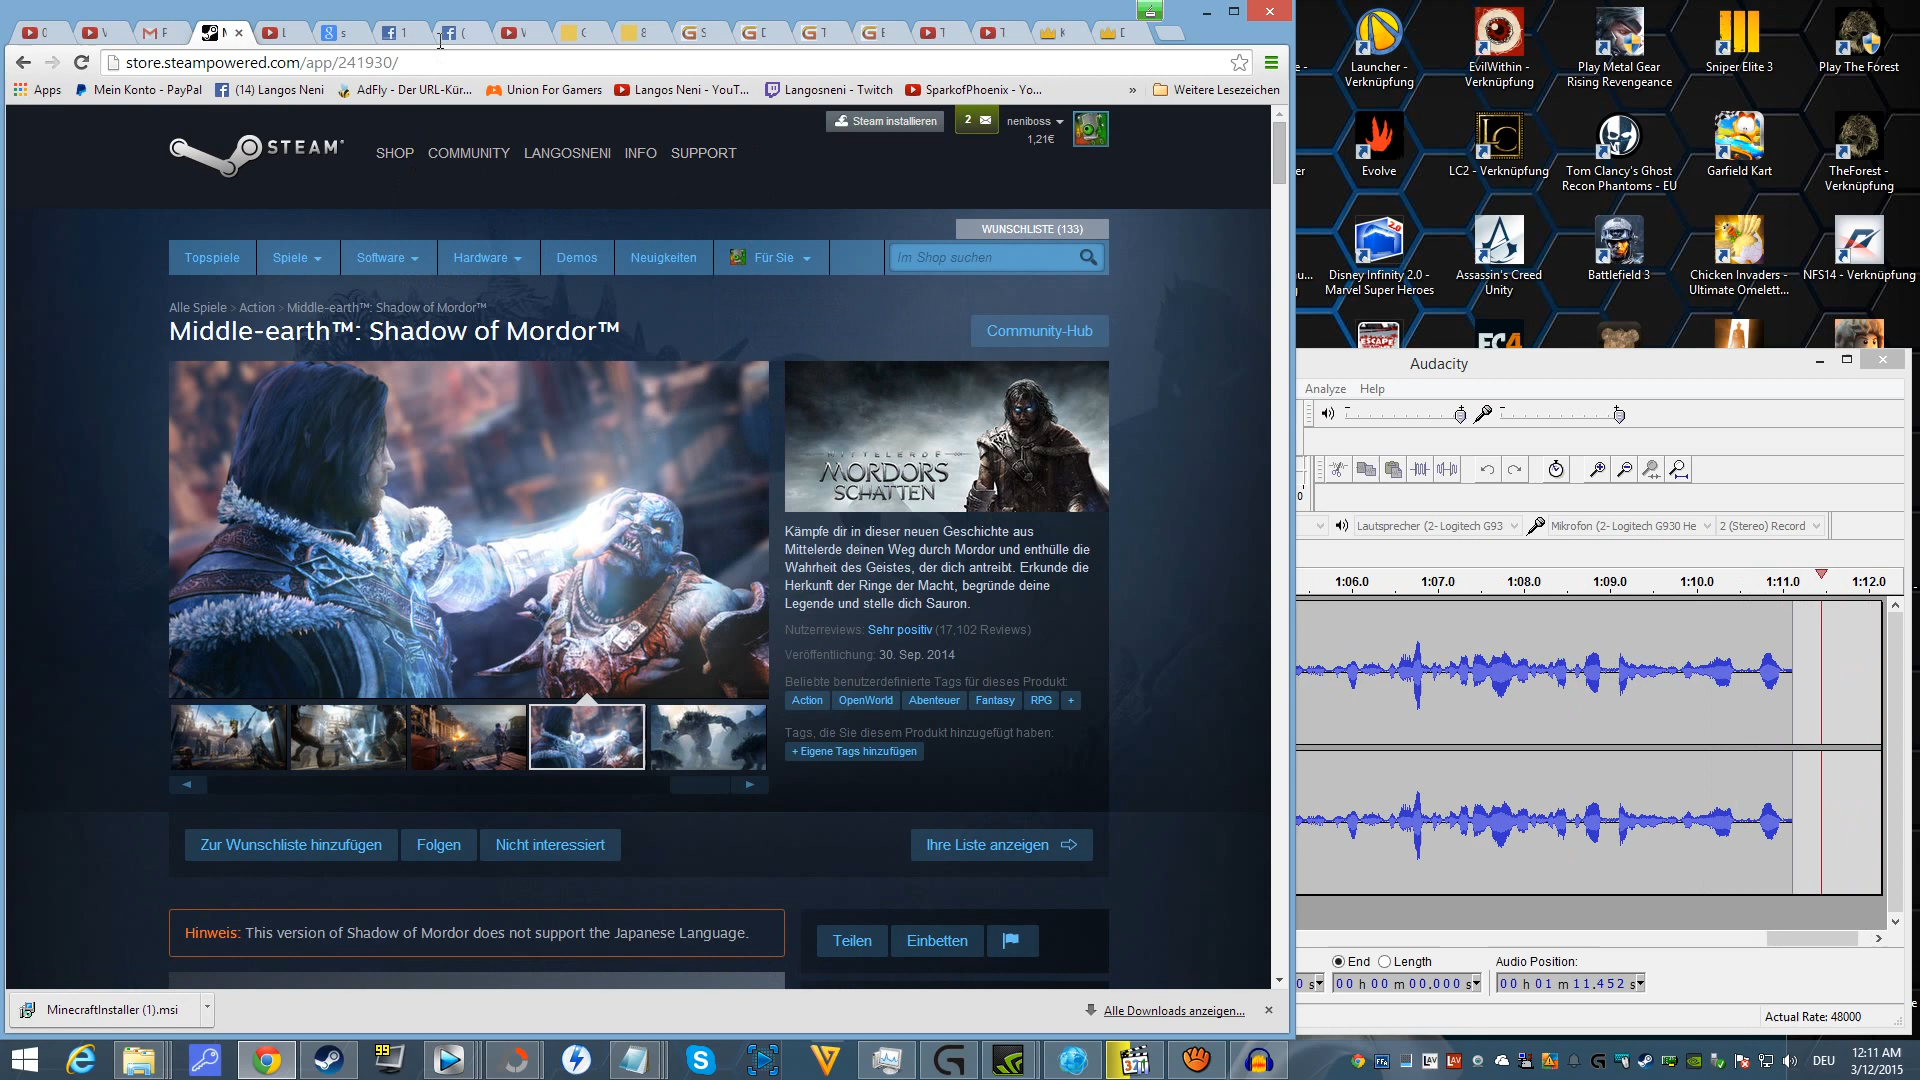 store.steampowered.com/app/241930/
Apps
Mein Konto - PayPal
(14) Langos Neni
AdFly - Der URL-Kür...
Union For Gamers
Langos Neni - YouT...
Langosneni - Twitch
SparkofPhoenix - Yo...
»
Weitere Lesezeichen
Steam installieren
2
neniboss
1,21€
STEAM
SHOP
COMMUNITY
LANGOSNENI
INFO
SUPPORT
WUNSCHLISTE (133)
Topspiele
Spiele
Software
Hardware
Demos
Neuigkeiten
Für Sie
Im Shop suchen
Alle Spiele > Action > Middle-earth™: Shadow of Mordor™
Middle-earth™: Shadow of Mordor™
Community-Hub
MITTELERDE
MORDORS
SCHATTEN
Kämpfe dir in dieser neuen Geschichte aus
Mittelerde deinen Weg durch Mordor und enthülle die
Wahrheit des Geistes, der dich antreibt. Erkunde die
Herkunft der Ringe der Macht, begründe deine
Legende und stelle dich Sauron.
Nutzerreviews: Sehr positiv (17,102 Reviews)
Veröffentlichung: 30. Sep. 2014
Beliebte benutzerdefinierte Tags für dieses Produkt:
Action
OpenWorld
Abenteuer
Fantasy
RPG
+
Tags, die Sie diesem Produkt hinzugefügt haben:
+ Eigene Tags hinzufügen
Zur Wunschliste hinzufügen
Folgen
Nicht interessiert
Ihre Liste anzeigen
Hinweis: This version of Shadow of Mordor does not support the Japanese Language.
Teilen
Einbetten
MinecraftInstaller (1).msi
Alle Downloads anzeigen...
Launcher -
Verknüpfung
EvilWithin -
Verknüpfung
Play Metal Gear
Rising Revengeance
Sniper Elite 3
Play The Forest
Evolve
LC2 - Verknüpfung
Tom Clancy's Ghost
Recon Phantoms - EU
Garfield Kart
TheForest -
Verknüpfung
Disney Infinity 2.0 -
Marvel Super Heroes
Assassin's Creed
Unity
Battlefield 3
Chicken Invaders -
Ultimate Omelett...
NFS14 - Verknüpfung
ESCAPE
FC4
Audacity
Analyze
Help
Lautsprecher (2- Logitech G93
Mikrofon (2- Logitech G930 He
2 (Stereo) Record
1:06.0
1:07.0
1:08.0
1:09.0
1:10.0
1:11.0
1:12.0
End
Length
Audio Position:
0 s
00 h 00 m 00.000 s
00 h 01 m 11.452 s
Actual Rate: 48000
DEU
12:11 AM
3/12/2015